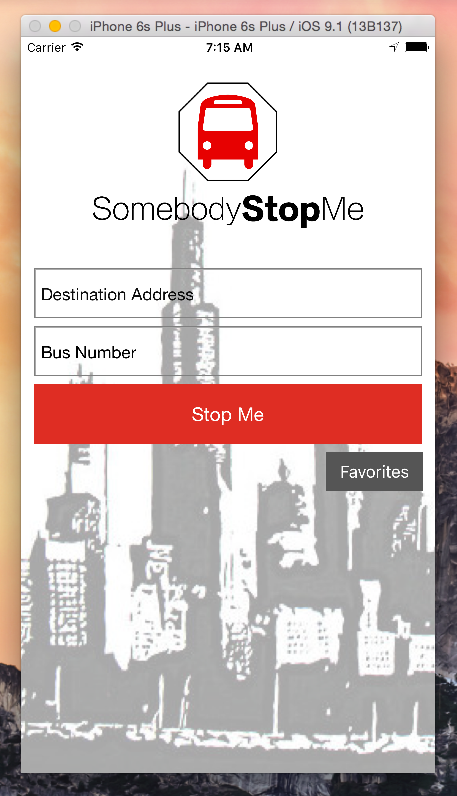 iPhone 6s Plus - iPhone 6s Plus / iOS 9.1 (13B137)
Carrier 7:15 AM
SomebodyStopMe
Destination Address
Bus Number
Stop Me
Favorites